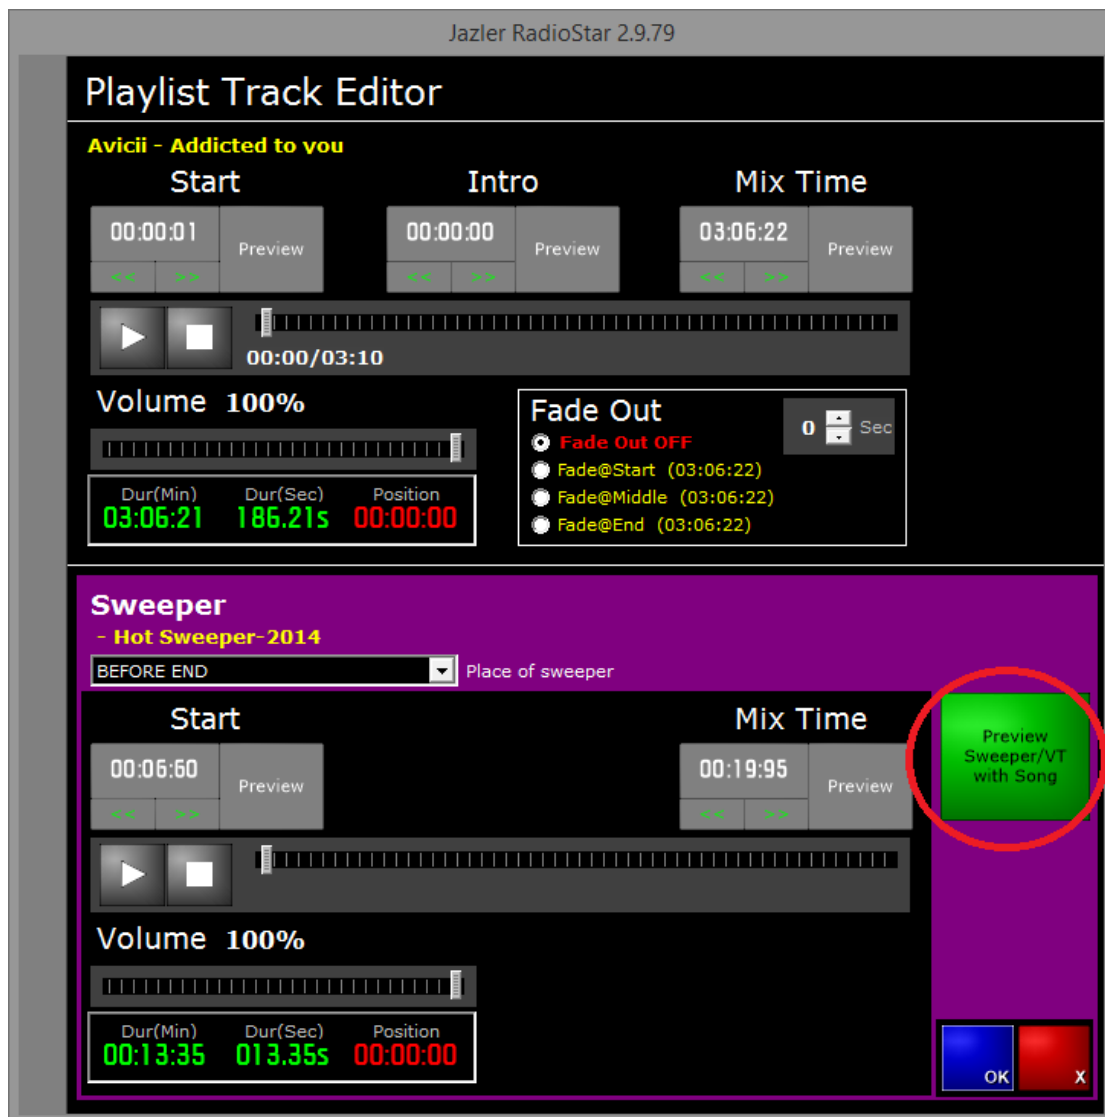 Jazler RadioStar 2.9.79
Playlist Track Editor
Avicii - Addicted to you
Start Intro Mix Time
00:00:01 Preview 00:00:00 Preview 03:06:22 Preview
<< >> << >> << >>
00:00/03:10
Volume 100%
Dur(Min) Dur(Sec) Position
03:06:21 186.21s 00:00:00
Fade Out
0 Sec
Fade Out OFF
Fade@Start (03:06:22)
Fade@Middle (03:06:22)
Fade@End (03:06:22)
Sweeper
- Hot Sweeper-2014
BEFORE END Place of sweeper
Start Mix Time
00:06:60 Preview 00:19:95 Preview
<< >> << >>
Preview
Sweeper/VT
with Song
Volume 100%
Dur(Min) Dur(Sec) Position
00:13:35 013.35s 00:00:00
OK X